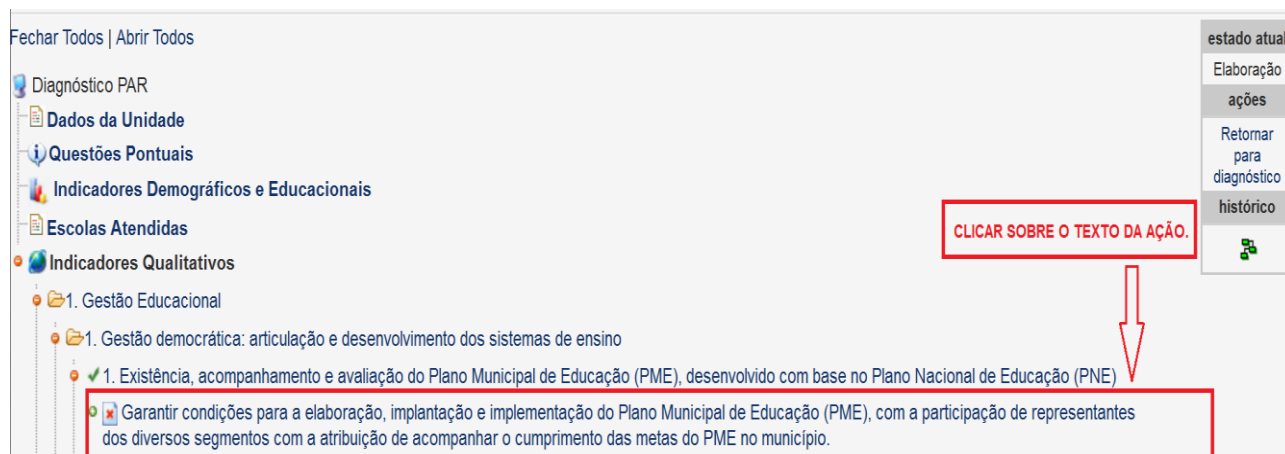 Fechar Todos | Abrir Todos
Diagnóstico PAR
Dados da Unidade
Questões Pontuais
Indicadores Demográficos e Educacionais
Escolas Atendidas
Indicadores Qualitativos
1. Gestão Educacional
1. Gestão democrática: articulação e desenvolvimento dos sistemas de ensino
1. Existência, acompanhamento e avaliação do Plano Municipal de Educação (PME), desenvolvido com base no Plano Nacional de Educação (PNE)
Garantir condições para a elaboração, implantação e implementação do Plano Municipal de Educação (PME), com a participação de representantes
dos diversos segmentos com a atribuição de acompanhar o cumprimento das metas do PME no município.
CLICAR SOBRE O TEXTO DA AÇÃO.
estado atual
Elaboração
ações
Retornar
para
diagnóstico
histórico